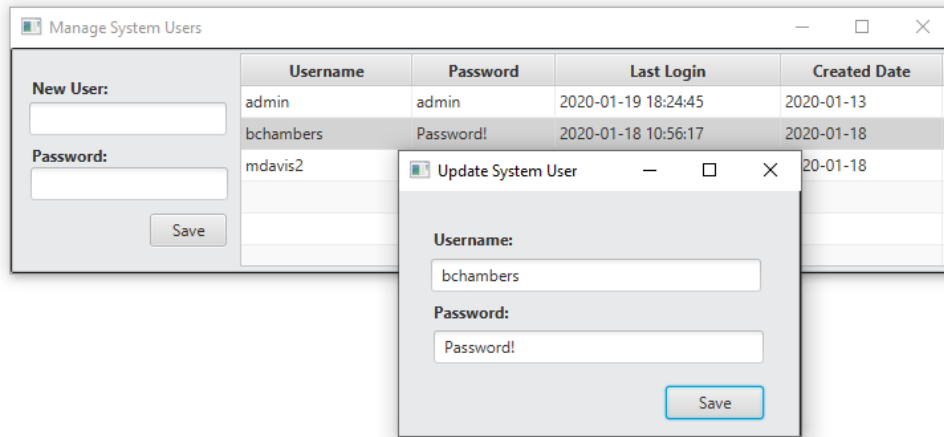 Manage System Users
New User:
Password:
Save
Username Password Last Login Created Date
admin admin 2020-01-19 18:24:45 2020-01-13
bchambers Password! 2020-01-18 10:56:17 2020-01-18
mdavis2 20-01-18
Update System User
Username:
bchambers
Password:
Password!
Save